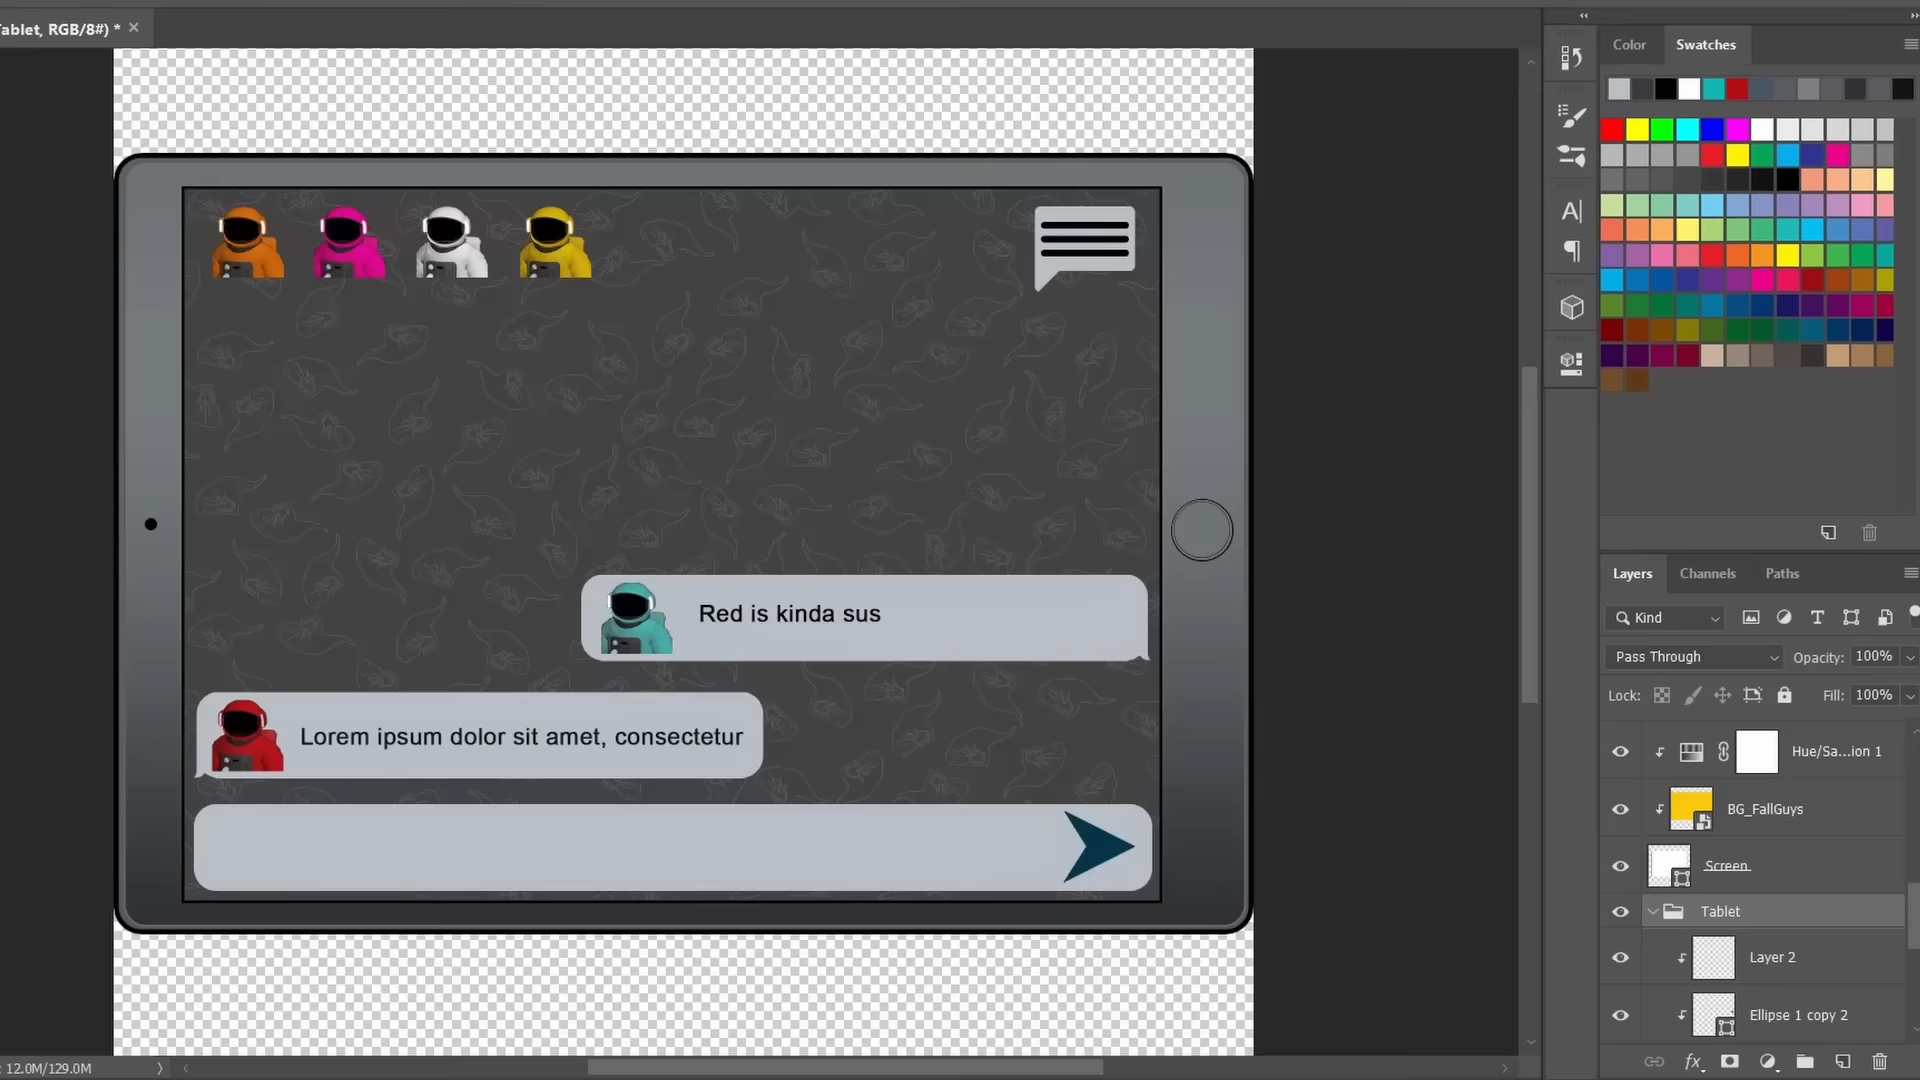 Tablet, RGB/8#) *
Color
Swatches
Red is kinda sus
Lorem ipsum dolor sit amet, consectetur
Layers
Channels
Paths
Kind
Pass Through
Opacity:
100%
Lock:
Fill:
100%
Hue/Sa...ion 1
BG_FallGuys
Screen
Tablet
Layer 2
Ellipse 1 copy 2
fx
: 12.0M/129.0M